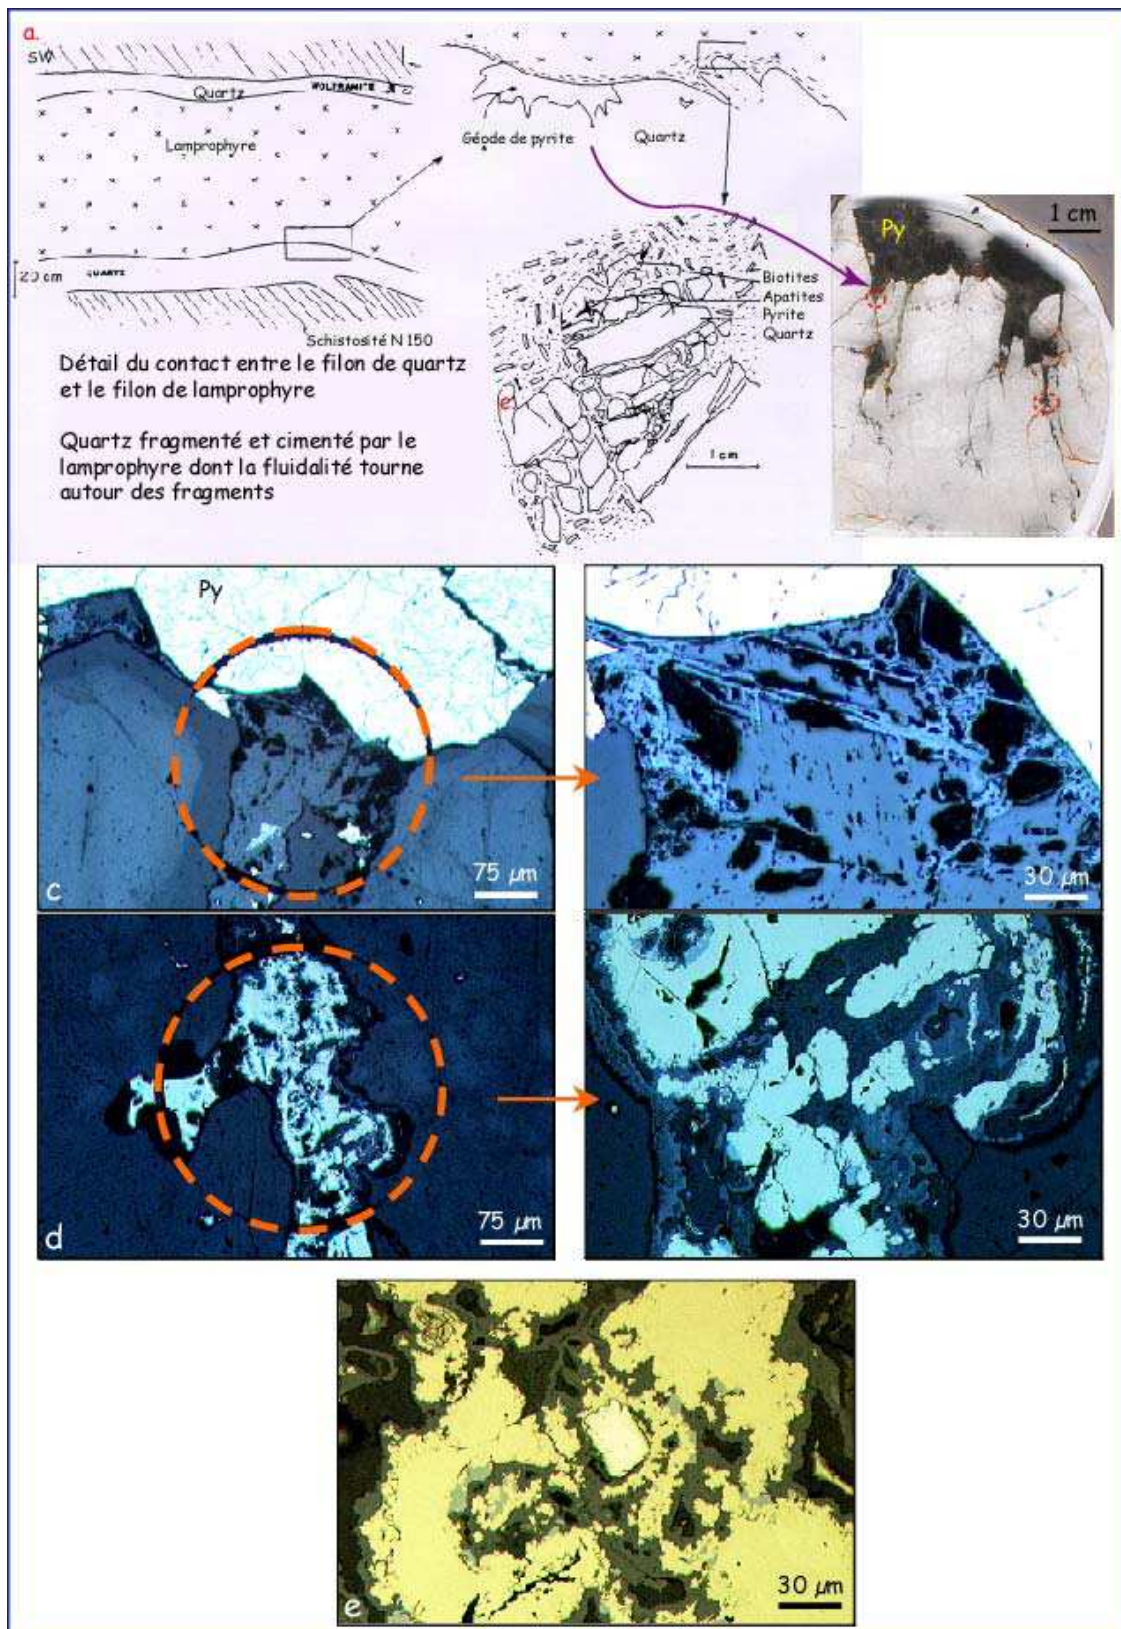 a.
SW
Quartz
WOLFRAMITE
Lamprophyre
20 cm
QUARTZ
Schistosité N 150
Géode de pyrite
Quartz
Biotites
Apatites
Pyrite
Quartz
e
1 cm
Py
1 cm
Détail du contact entre le filon de quartz
et le filon de lamprophyre
Quartz fragmenté et cimenté par le
lamprophyre dont la fluidalité tourne
autour des fragments
Py
c
75 µm
30 µm
d
75 µm
30 µm
e
30 µm